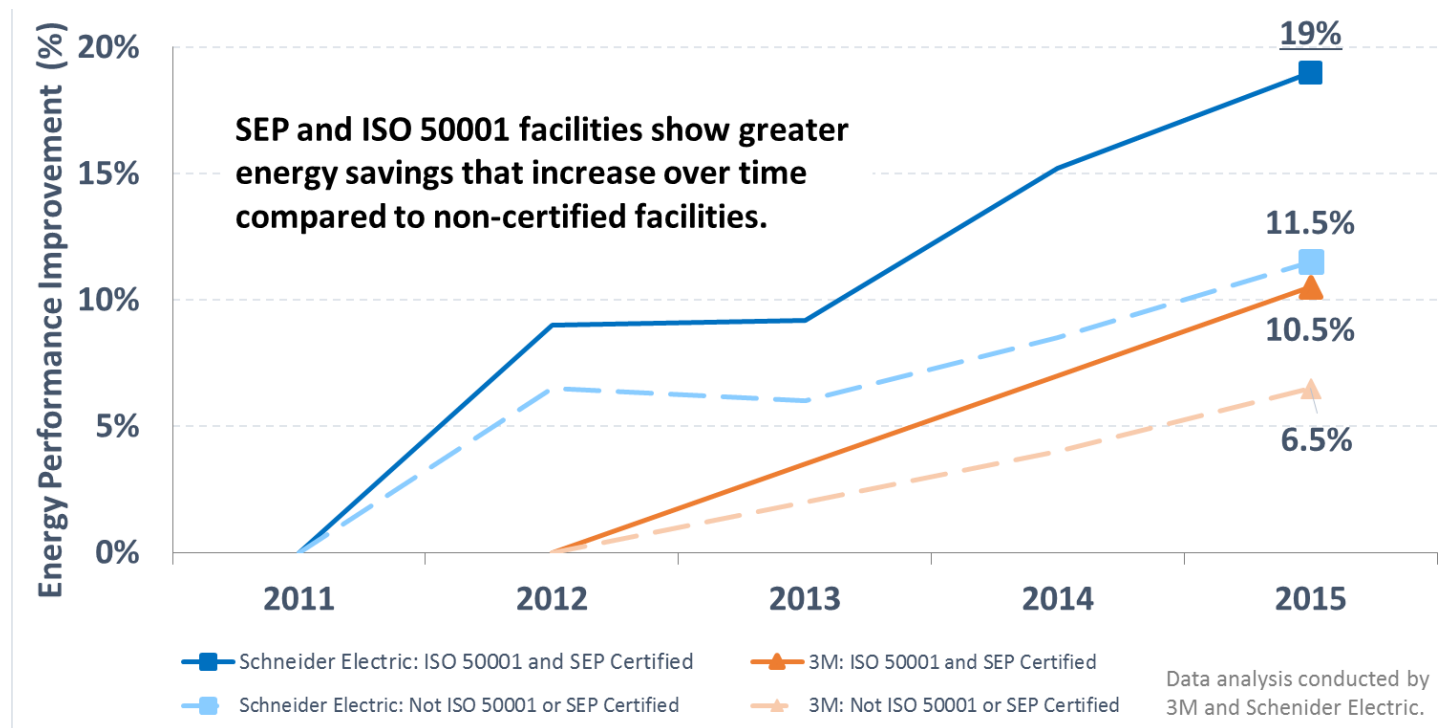 Energy Performance Improvement (%)
20%
15%
10%
5%
0%
SEP and ISO 50001 facilities show greater
energy savings that increase over time
compared to non-certified facilities.
19%
11.5%
10.5%
6.5%
2011
2012
2013
2014
2015
Schneider Electric: ISO 50001 and SEP Certified
3M: ISO 50001 and SEP Certified
Schneider Electric: Not ISO 50001 or SEP Certified
3M: Not ISO 50001 or SEP Certified
Data analysis conducted by
3M and Schenider Electric.